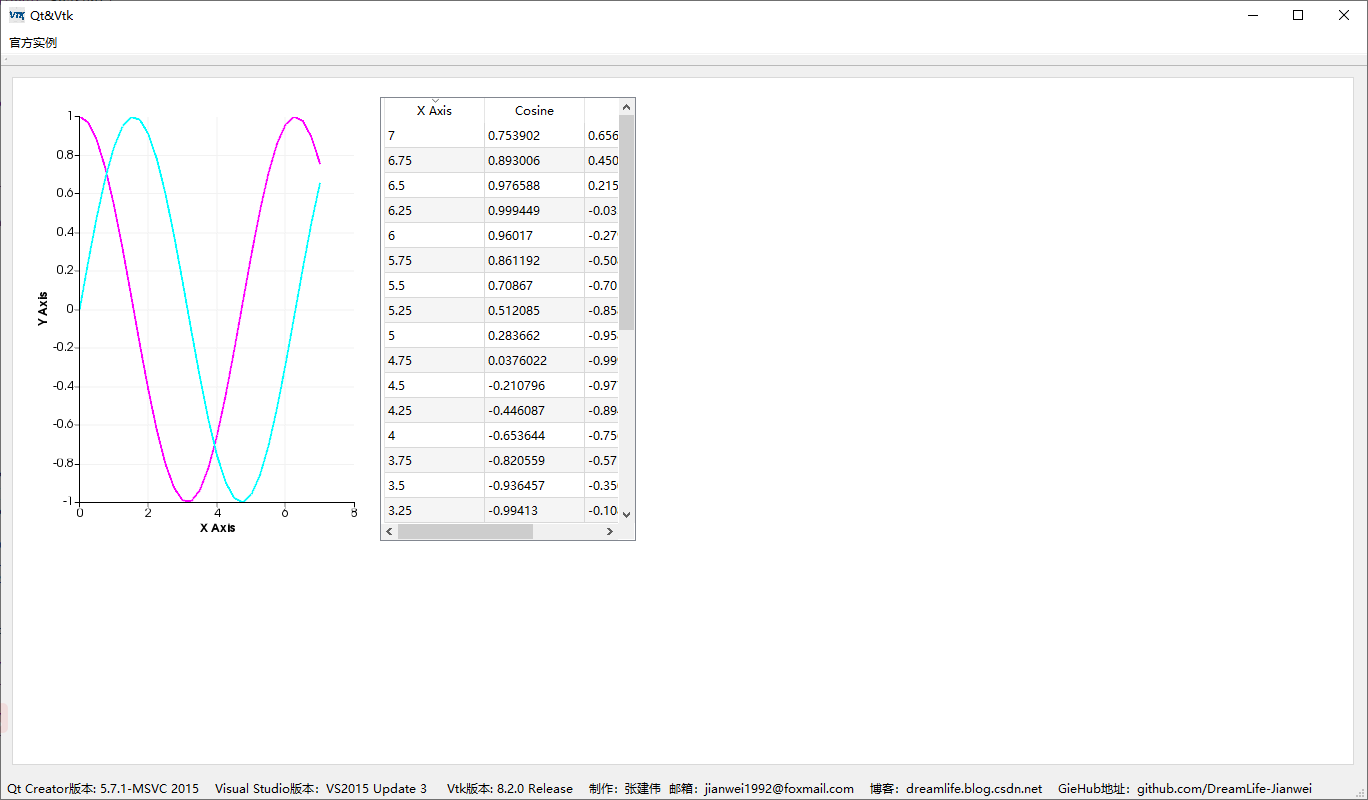 VTK Qt&Vtk
官方实例
1
0.8
0.6
0.4
0.2
0
-0.2
-0.4
-0.6
-0.8
-1
Y Axis
0 2 4 6 8
X Axis
X Axis Cosine
7 0.753902 0.656
6.75 0.893006 0.450
6.5 0.976588 0.215
6.25 0.999449 -0.03
6 0.96017 -0.27
5.75 0.861192 -0.50
5.5 0.70867 -0.70
5.25 0.512085 -0.85
5 0.283662 -0.95
4.75 0.0376022 -0.99
4.5 -0.210796 -0.97
4.25 -0.446087 -0.89
4 -0.653644 -0.75
3.75 -0.820559 -0.57
3.5 -0.936457 -0.35
3.25 -0.99413 -0.10
Qt Creator版本: 5.7.1-MSVC 2015 Visual Studio版本：VS2015 Update 3 Vtk版本: 8.2.0 Release 制作：张建伟 邮箱：jianwei1992@foxmail.com 博客：dreamlife.blog.csdn.net GieHub地址：github.com/DreamLife-Jianwei